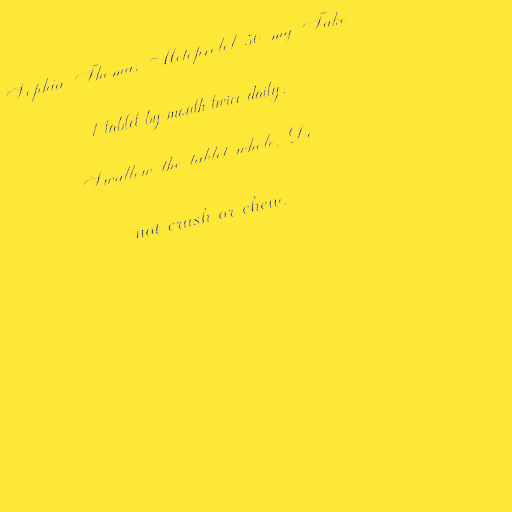 Sophia Thomas Metoprolol 50 mg Take
1 tablet by mouth twice daily.
Swallow the tablet whole. Do
not crush or chew.